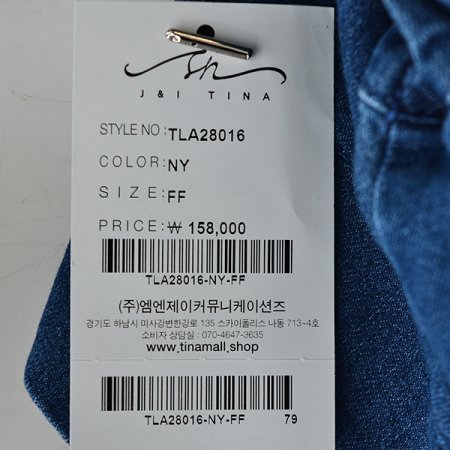 J & I TINA
STYLE NO : TLA28016
COLOR: NY
SIZE: FF
PRICE: ₩ 158,000
TLA28016-NY-FF
(주)엠엔제이커뮤니케이션즈
경기도 하남시 미사강변한강로 135 스카이폴리스 나동 713~4호
소비자 상담실 : 070-4647-3635
www.tinamall.shop
TLA28016-NY-FF 79